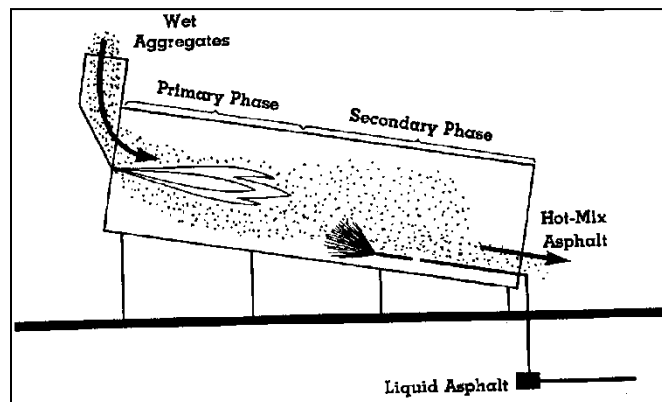 Wet
Aggregates
Primary Phase
Secondary Phase
Hot-Mix
Asphalt
Liquid Asphalt